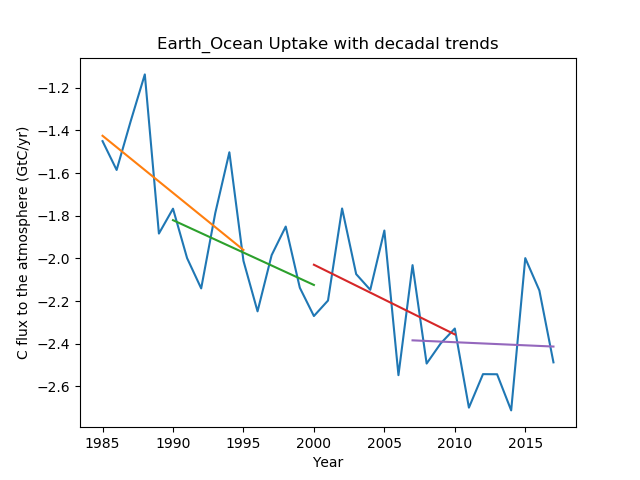 Earth_Ocean Uptake with decadal trends
C flux to the atmosphere (GtC/yr)
−1.2
−1.4
−1.6
−1.8
−2.0
−2.2
−2.4
−2.6
1985 1990 1995 2000 2005 2010 2015
Year